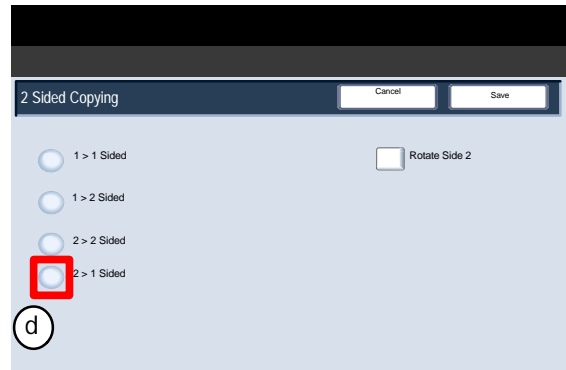 2 Sided Copying Cancel Save
1 > 1 Sided Rotate Side 2
1 > 2 Sided
2 > 2 Sided
2 > 1 Sided
d